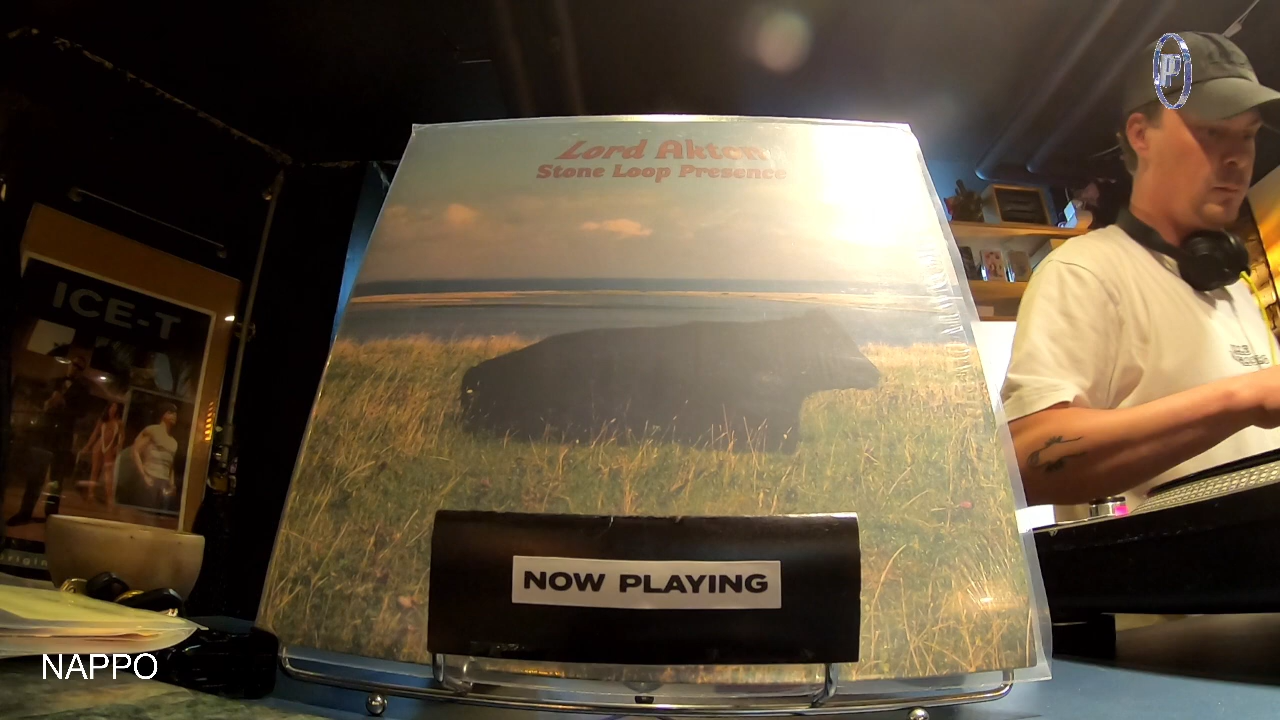 Lord Akton
Stone Loop Presence
ICE-T
NOW PLAYING
NAPPO